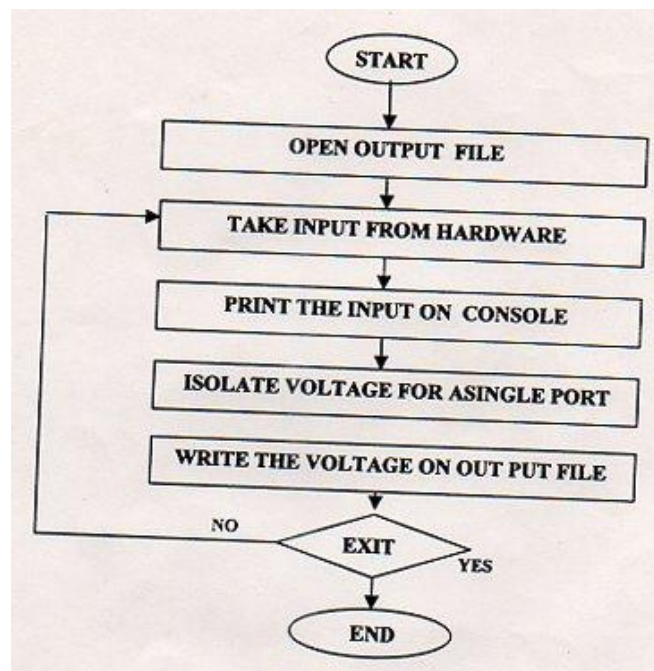 START
OPEN OUTPUT FILE
TAKE INPUT FROM HARDWARE
PRINT THE INPUT ON CONSOLE
ISOLATE VOLTAGE FOR ASINGLE PORT
WRITE THE VOLTAGE ON OUT PUT FILE
NO
EXIT
YES
END